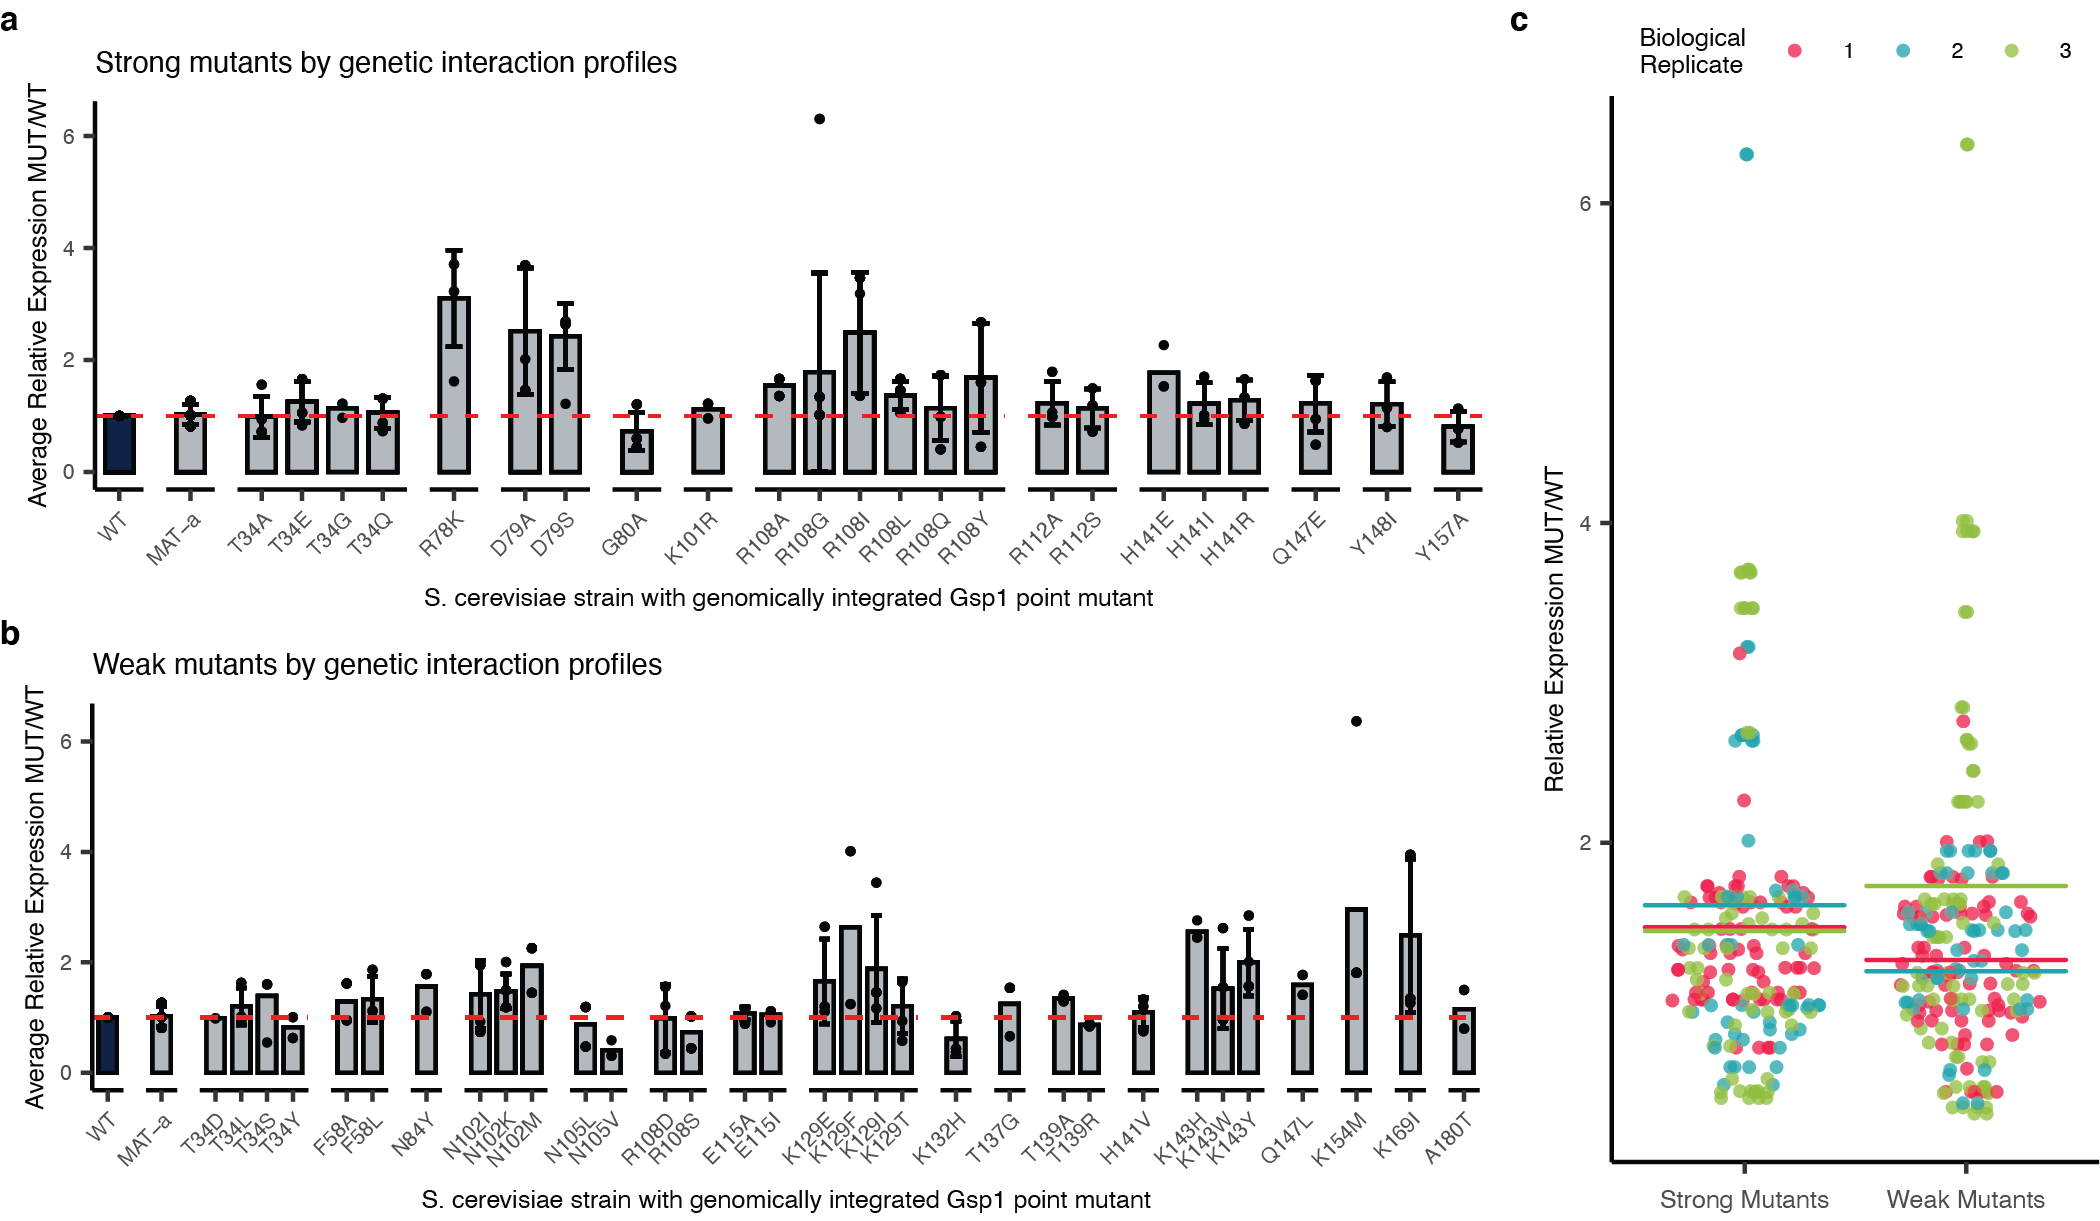 a
Strong mutants by genetic interaction profiles
Average Relative Expression MUT/WT
6
4
2
0
WT
MAT−a
T34A
T34E
T34G
T34Q
R78K
D79A
D79S
G80A
K101R
R108A
R108G
R108I
R108L
R108Q
R108Y
R112A
R112S
H141E
H141I
H141R
Q147E
Y148I
Y157A
S. cerevisiae strain with genomically integrated Gsp1 point mutant
b
Weak mutants by genetic interaction profiles
Average Relative Expression MUT/WT
6
4
2
0
WT
MAT−a
T34D
T34L
T34S
T34Y
F58A
F58L
N84Y
N102I
N102K
N102M
N105L
N105V
R108D
R108S
E115A
E115I
K129E
K129F
K129I
K129T
K132H
T137G
T139A
T139R
H141V
K143H
K143W
K143Y
Q147L
K154M
K169I
A180T
S. cerevisiae strain with genomically integrated Gsp1 point mutant
c
Biological
Replicate
1
2
3
Relative Expression MUT/WT
6
4
2
Strong Mutants
Weak Mutants